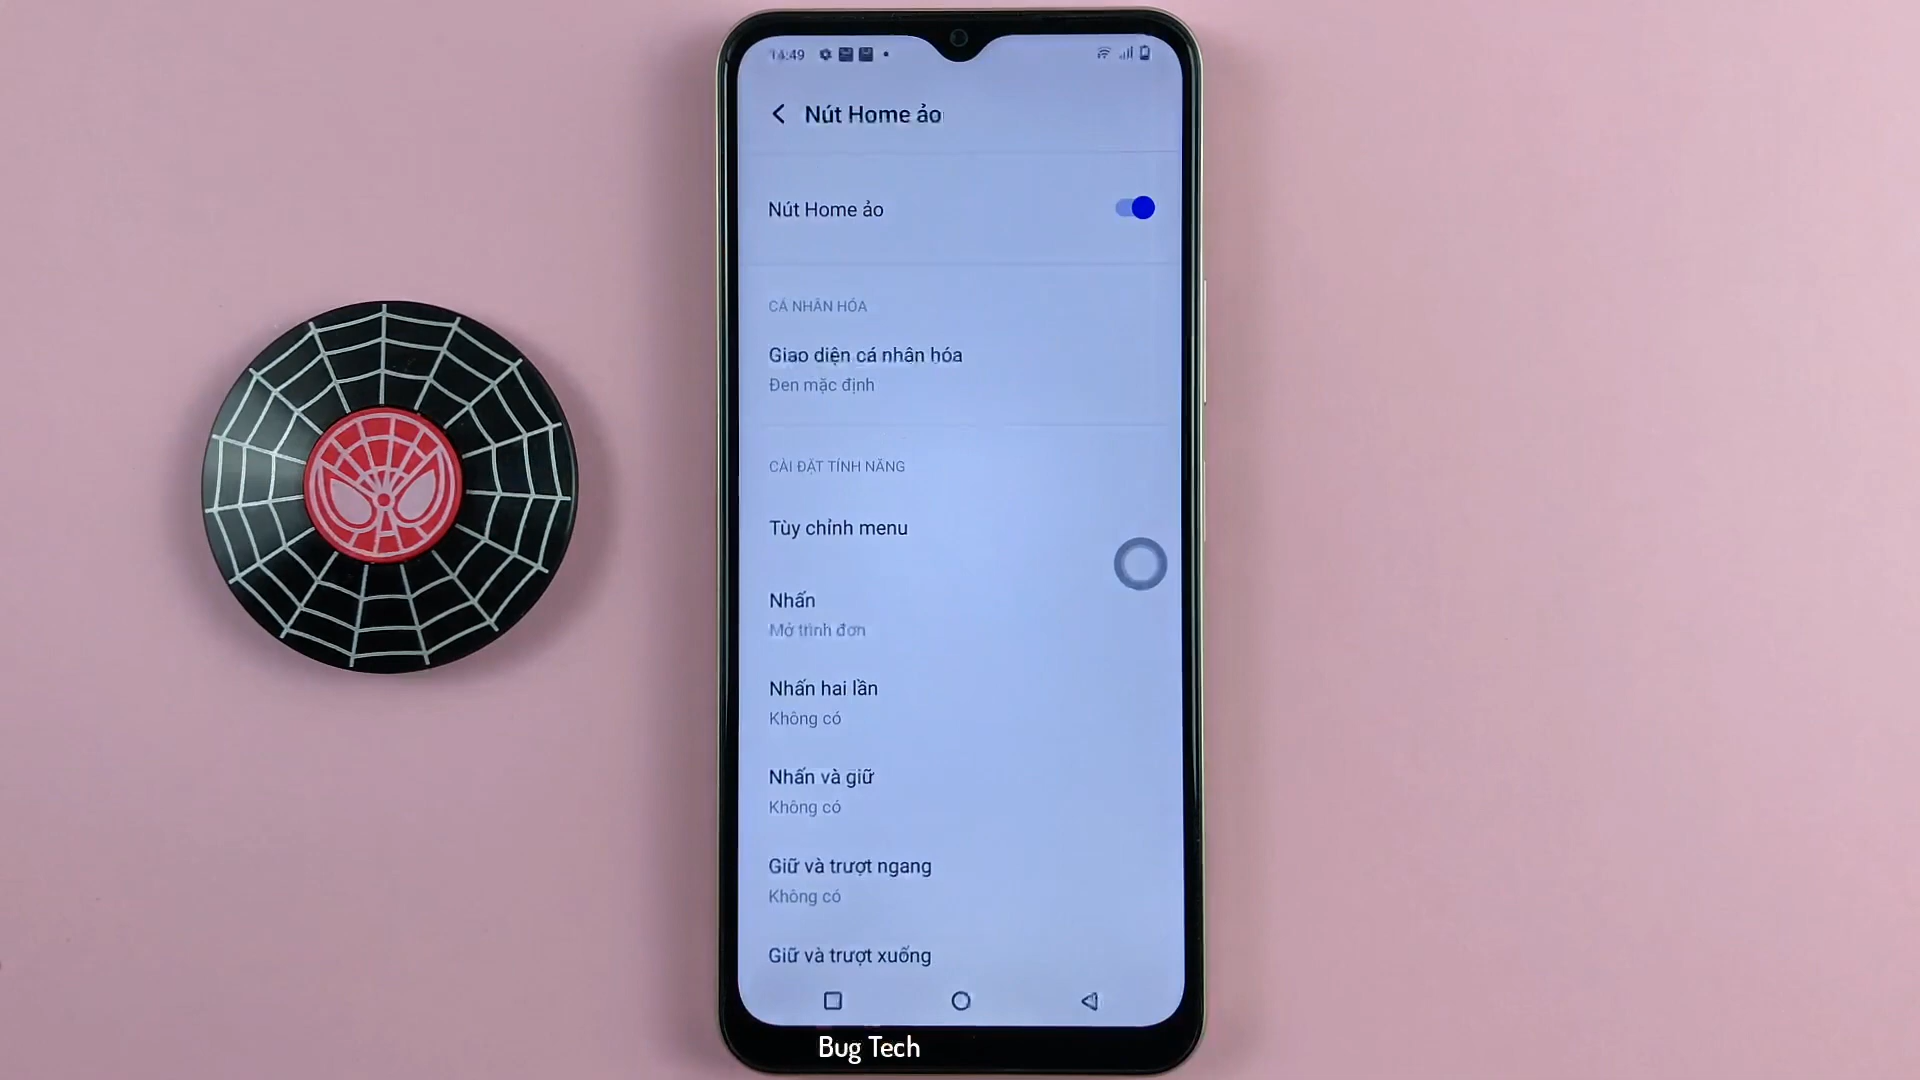 14:49
Nút Home ảo
Nút Home ảo
CÁ NHÂN HÓA
Giao diện cá nhân hóa
Đen mặc định
CÀI ĐẶT TÍNH NĂNG
Tùy chỉnh menu
Nhấn
Mở trình đơn
Nhấn hai lần
Không có
Nhấn và giữ
Không có
Giữ và trượt ngang
Không có
Giữ và trượt xuống
Bug Tech